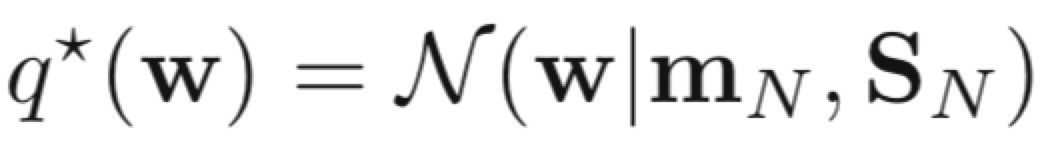 q⋆(𝐰) = 𝒩(𝐰|𝐦_N, 𝐒_N)